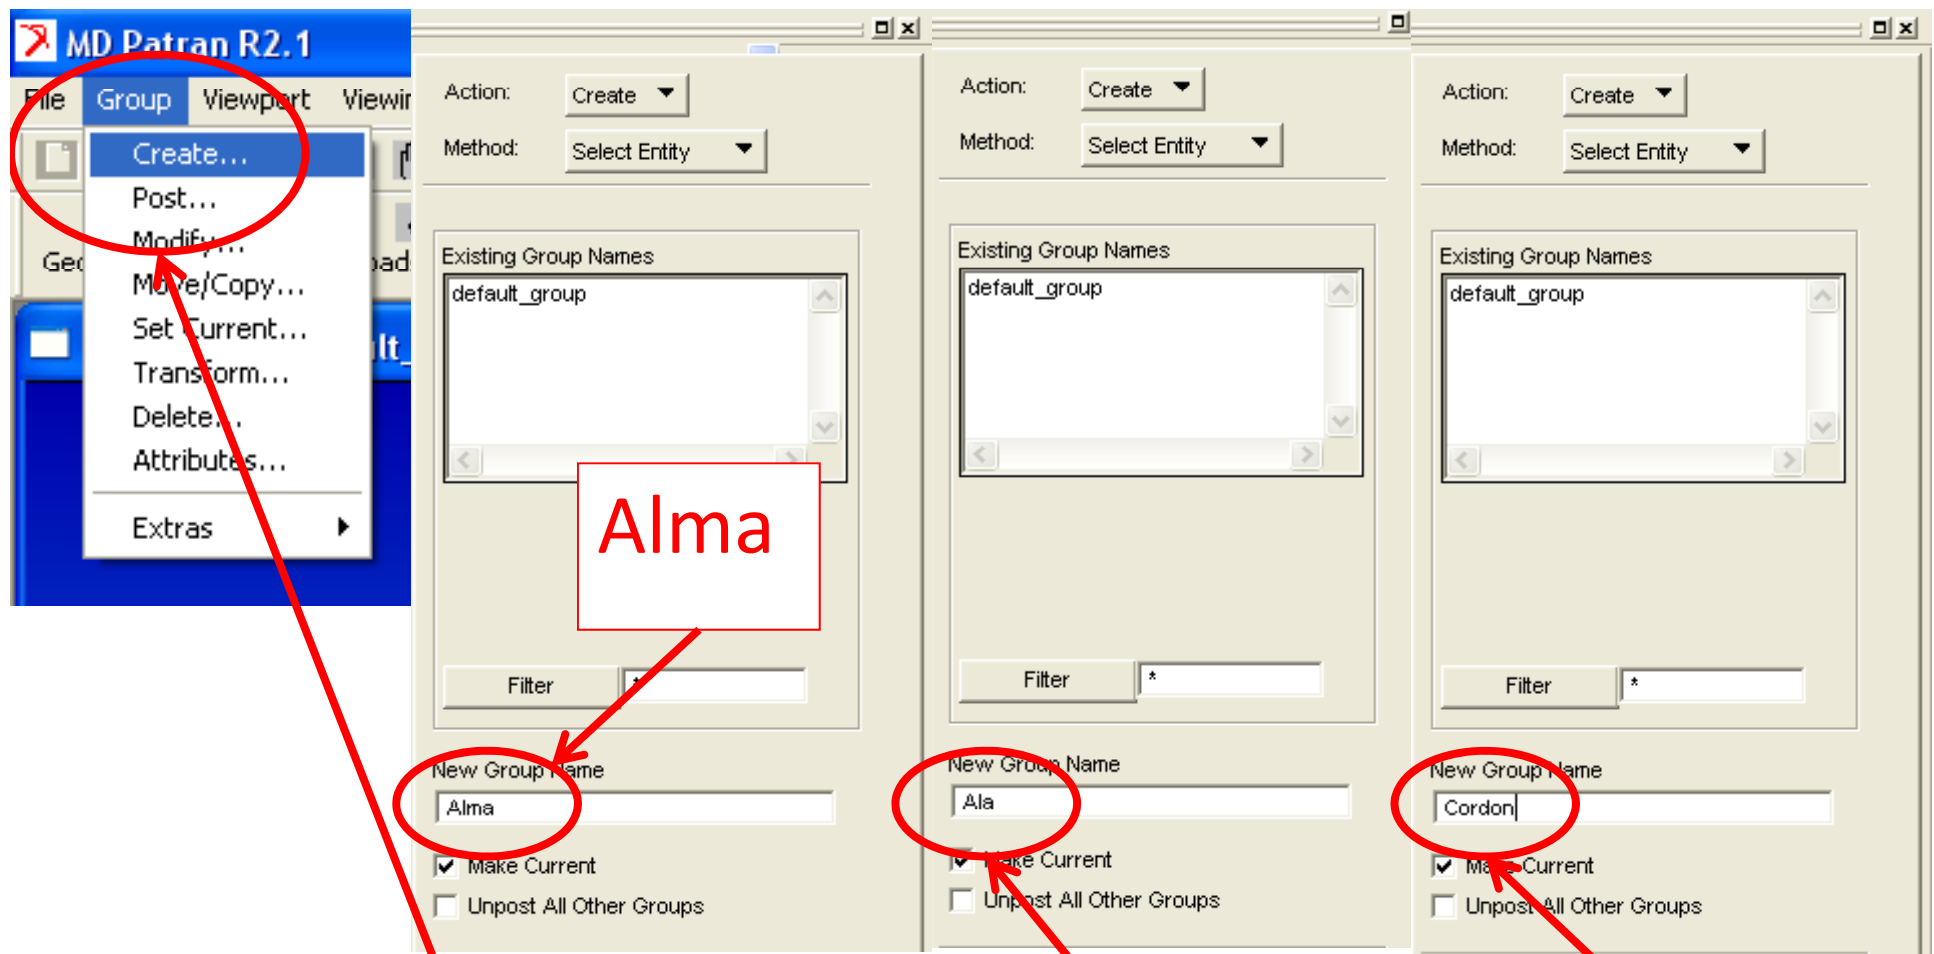 MD Patran R2.1
File Group Viewport
Create...
Post...
Modify...
Move/Copy...
Set Current...
Transform...
Delete...
Attributes...
Extras
Action: Create
Method: Select Entity
Existing Group Names
default_group
Alma
Filter *
New Group Name
Alma
Make Current
Unpost All Other Groups
Action: Create
Method: Select Entity
Existing Group Names
default_group
Filter *
New Group Name
Ala
Make Current
Unpost All Other Groups
Action: Create
Method: Select Entity
Existing Group Names
default_group
Filter *
New Group Name
Cordon
Make Current
Unpost All Other Groups